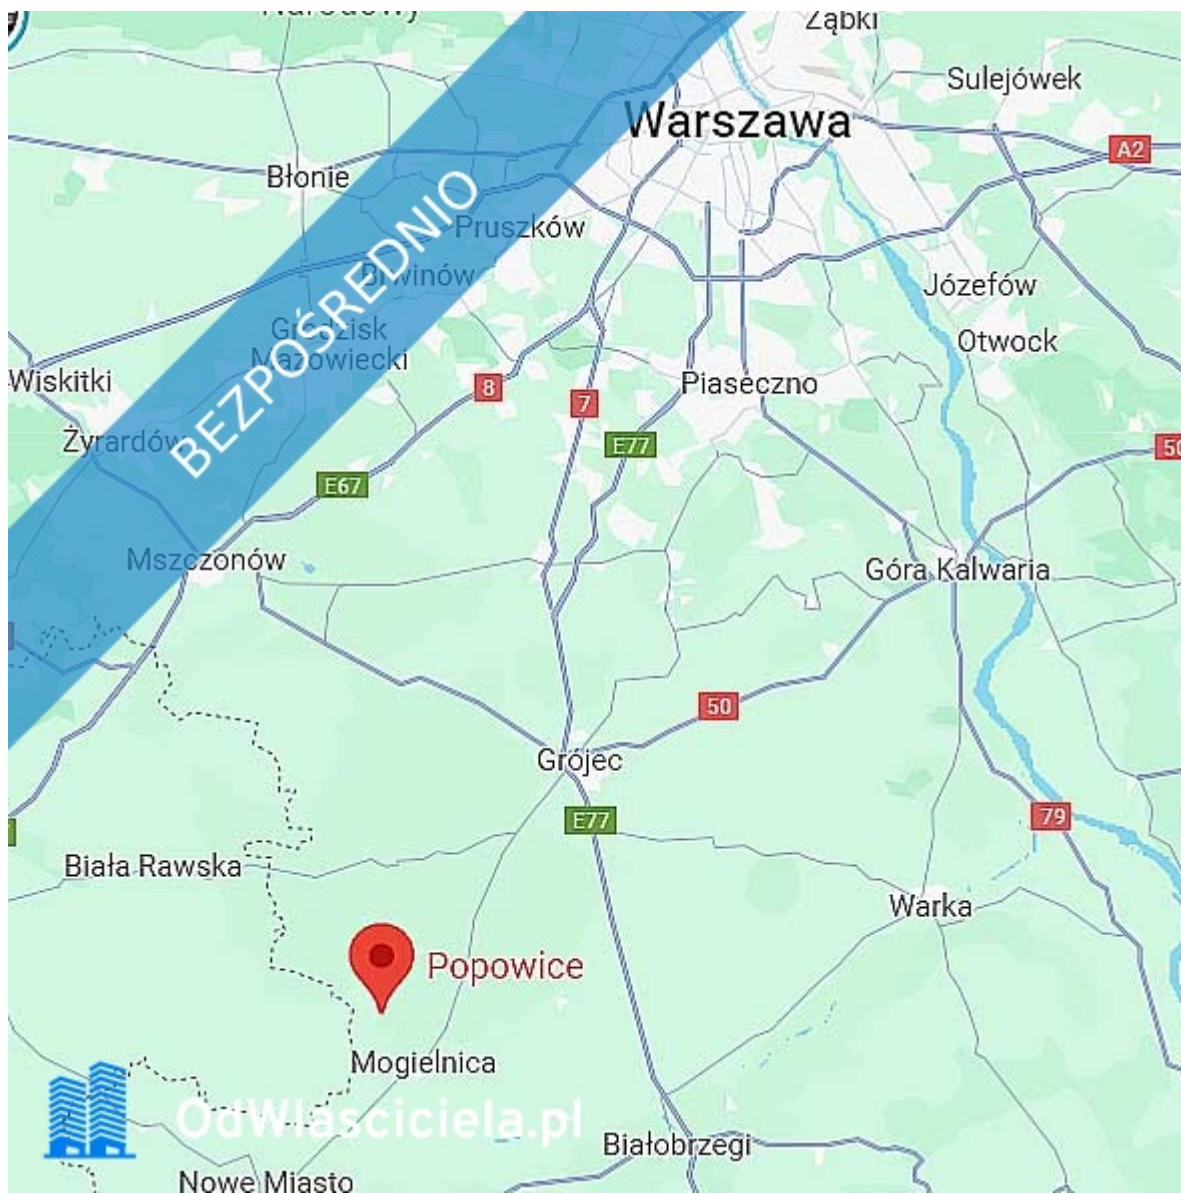 Narodowy
Ząbki
Sulejówek
Warszawa
A2
Błonie
BEZPOŚREDNIO
Pruszków
Brwinów
Józefów
Grodzisk
Mazowiecki
Otwock
Wiskitki
8
7
Piaseczno
Żyrardów
E77
50
E67
Mszczonów
Góra Kalwaria
50
Grójec
E77
79
Biała Rawska
Warka
Popowice
Mogielnica
OdWlasciciela.pl
Białobrzegi
Nowe Miasto